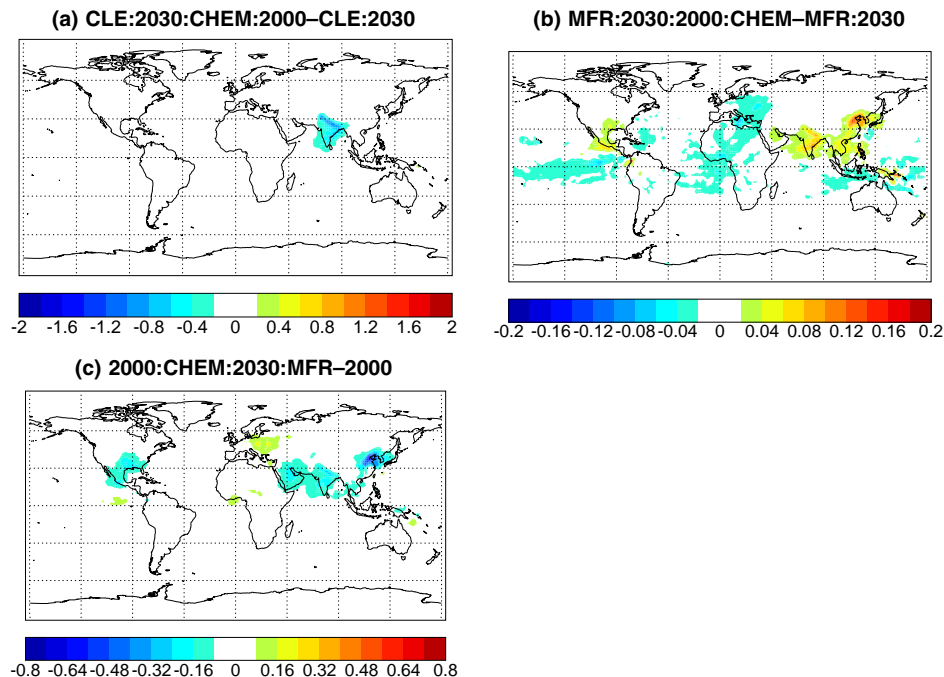 (a) CLE:2030:CHEM:2000–CLE:2030
-2 -1.6 -1.2 -0.8 -0.4 0 0.4 0.8 1.2 1.6 2
(b) MFR:2030:2000:CHEM–MFR:2030
-0.2 -0.16 -0.12 -0.08 -0.04 0 0.04 0.08 0.12 0.16 0.2
(c) 2000:CHEM:2030:MFR–2000
-0.8 -0.64 -0.48 -0.32 -0.16 0 0.16 0.32 0.48 0.64 0.8